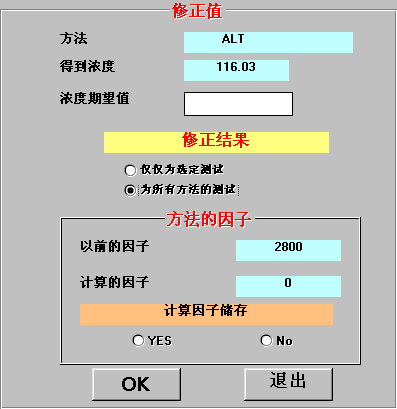 修正值
方法 ALT
得到浓度 116.03
浓度期望值
修正结果
仅仅为选定测试
为所有方法的测试
方法的因子
以前的因子 2800
计算的因子 0
计算因子储存
YES No
OK 退出